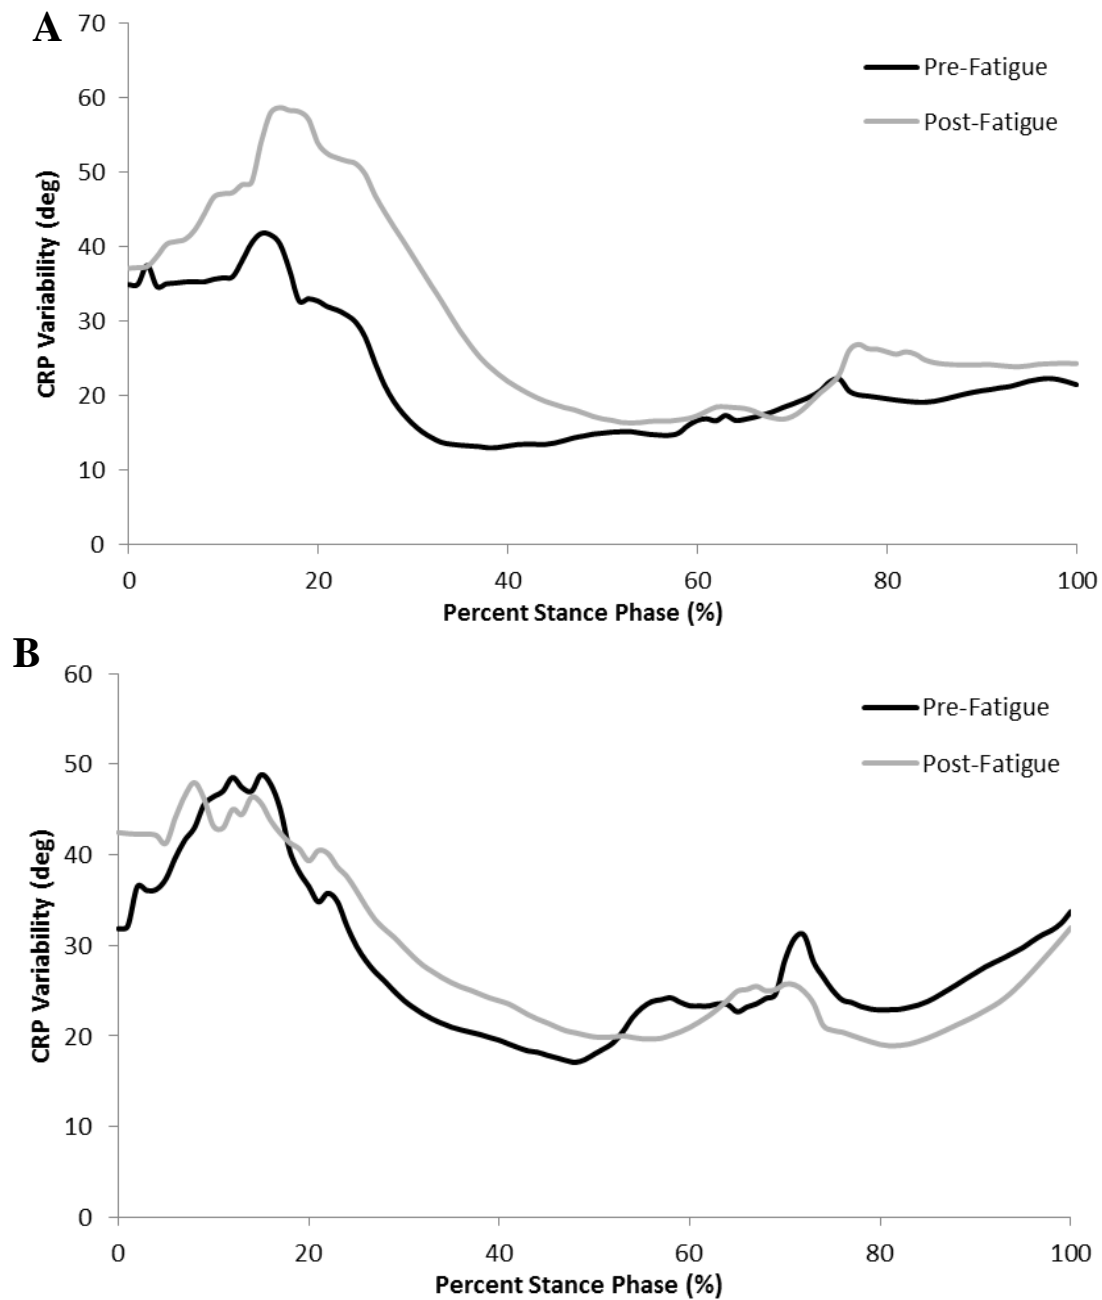 A
70
60
50
40
30
20
10
0
CRP Variability (deg)
Pre-Fatigue
Post-Fatigue
0 20 40 60 80 100
Percent Stance Phase (%)
B
60
50
40
30
20
10
0
CRP Variability (deg)
Pre-Fatigue
Post-Fatigue
0 20 40 60 80 100
Percent Stance Phase (%)